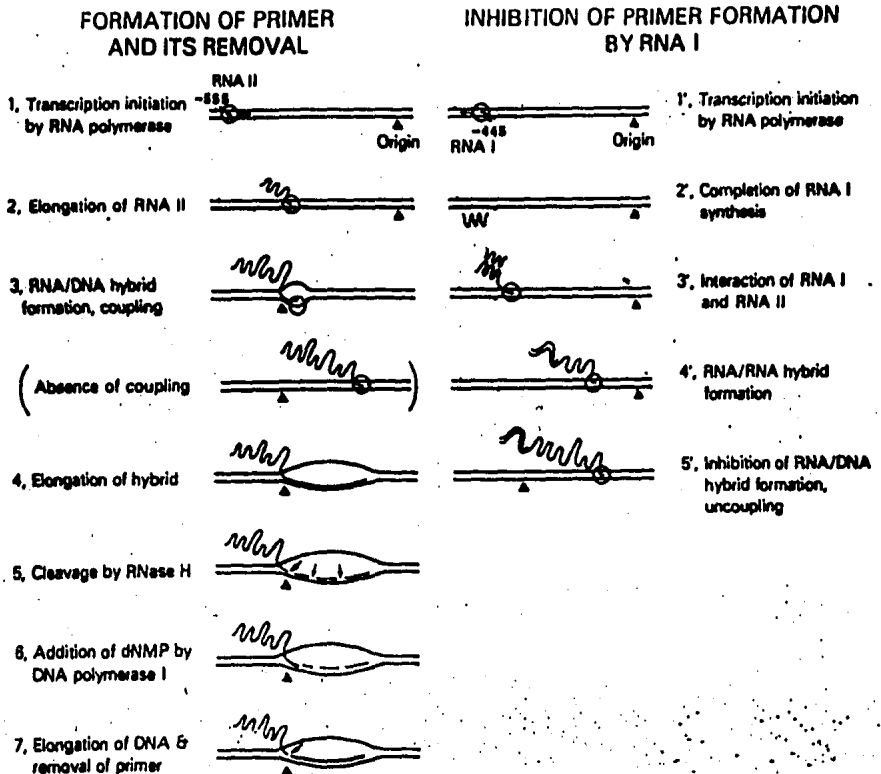 FORMATION OF PRIMER
AND ITS REMOVAL
RNA II
-555
1, Transcription initiation
by RNA polymerase
Origin
2, Elongation of RNA II
3, RNA/DNA hybrid
formation, coupling
Absence of coupling
4, Elongation of hybrid
5, Cleavage by RNase H
6, Addition of dNMP by
DNA polymerase I
7, Elongation of DNA &
removal of primer
INHIBITION OF PRIMER FORMATION
BY RNA I
-445
RNA I
Origin
1', Transcription initiation
by RNA polymerase
2', Completion of RNA I
synthesis
3', Interaction of RNA I
and RNA II
4', RNA/RNA hybrid
formation
5', Inhibition of RNA/DNA
hybrid formation,
uncoupling